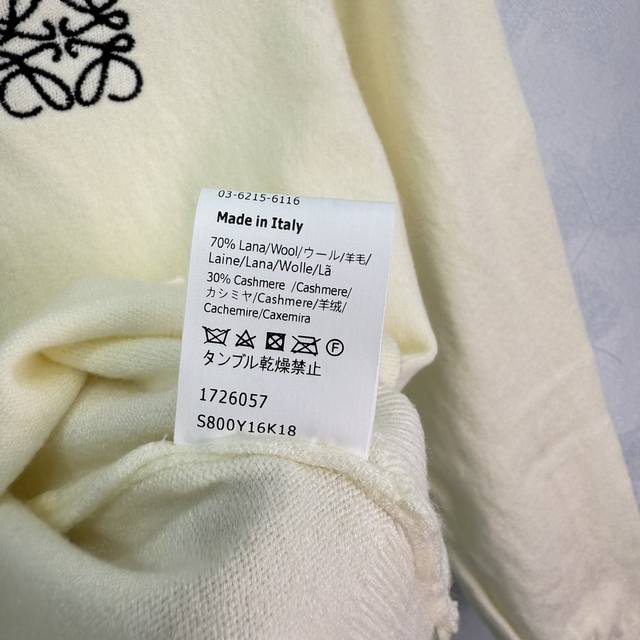 03-6215-6116
Made in Italy
70% Lana/Wool/ウール/羊毛/
Laine/Lana/Wolle/Lã
30% Cashmere /Cashmere/
カシミヤ/Cashmere/羊绒/
Cachemire/Caxemira
F
タンブル乾燥禁止
1726057
S800Y16K18